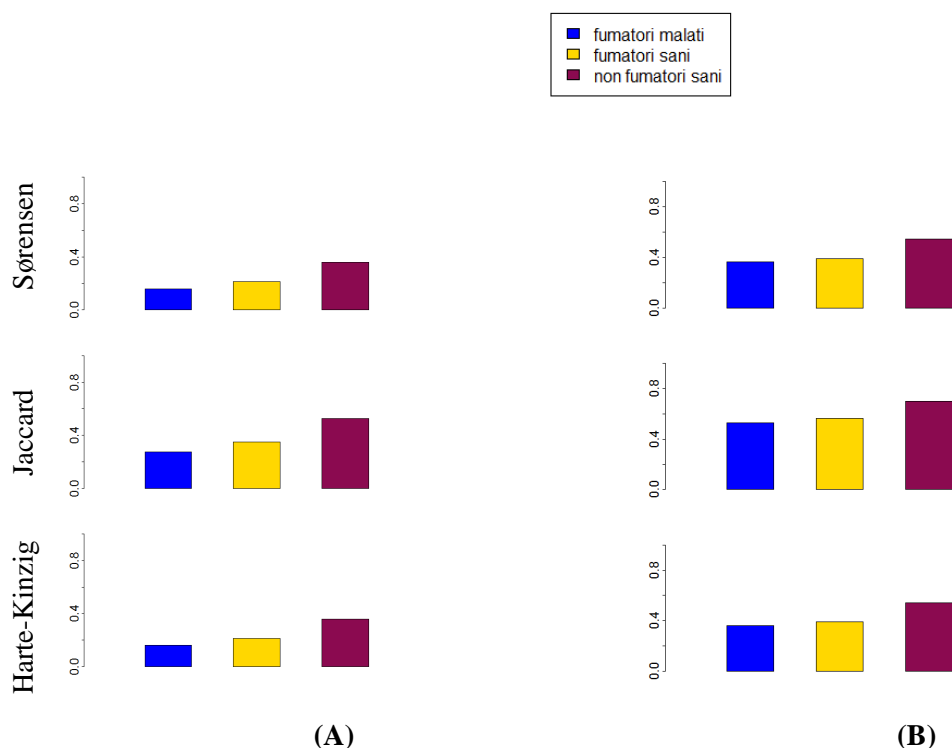 fumatori malati
fumatori sani
non fumatori sani
Sørensen
0.0 0.4 0.8
0.0 0.4 0.8
Jaccard
0.0 0.4 0.8
0.0 0.4 0.8
Harte-Kinzig
0.0 0.4 0.8
0.0 0.4 0.8
(A)
(B)